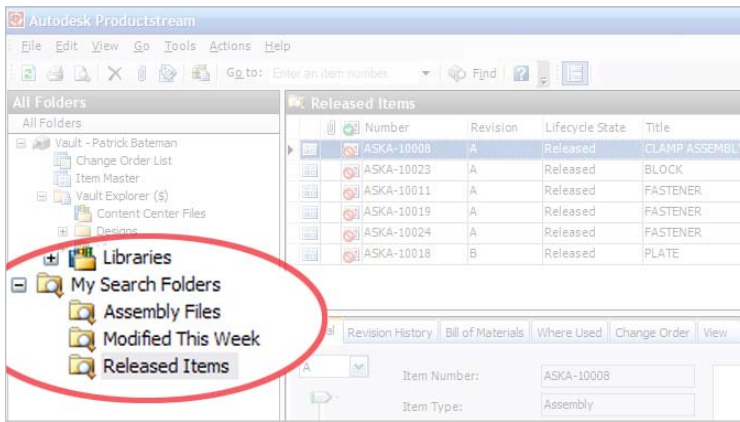 Autodesk Productstream
File Edit View Go Tools Actions Help
Go to: Enter an item number Find
All Folders
All Folders
Vault - Patrick Bateman
Change Order List
Item Master
Vault Explorer ($)
Content Center Files
Designs
Libraries
My Search Folders
Assembly Files
Modified This Week
Released Items
Released Items
Number Revision Lifecycle State Title
ASKA-10008 A Released CLAMP ASSEMBLY
ASKA-10023 A Released BLOCK
ASKA-10011 A Released FASTENER
ASKA-10019 A Released FASTENER
ASKA-10024 A Released FASTENER
ASKA-10018 B Released PLATE
Revision History Bill of Materials Where Used Change Order View
A Item Number: ASKA-10008
Item Type: Assembly